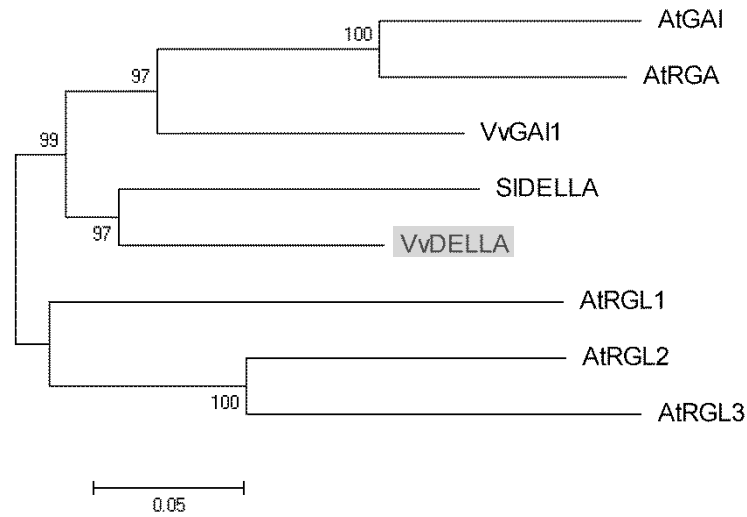 AtGAI
100
AtRGA
97
VvGAI1
99
SlDELLA
97
VvDELLA
AtRGL1
AtRGL2
100
AtRGL3
0.05